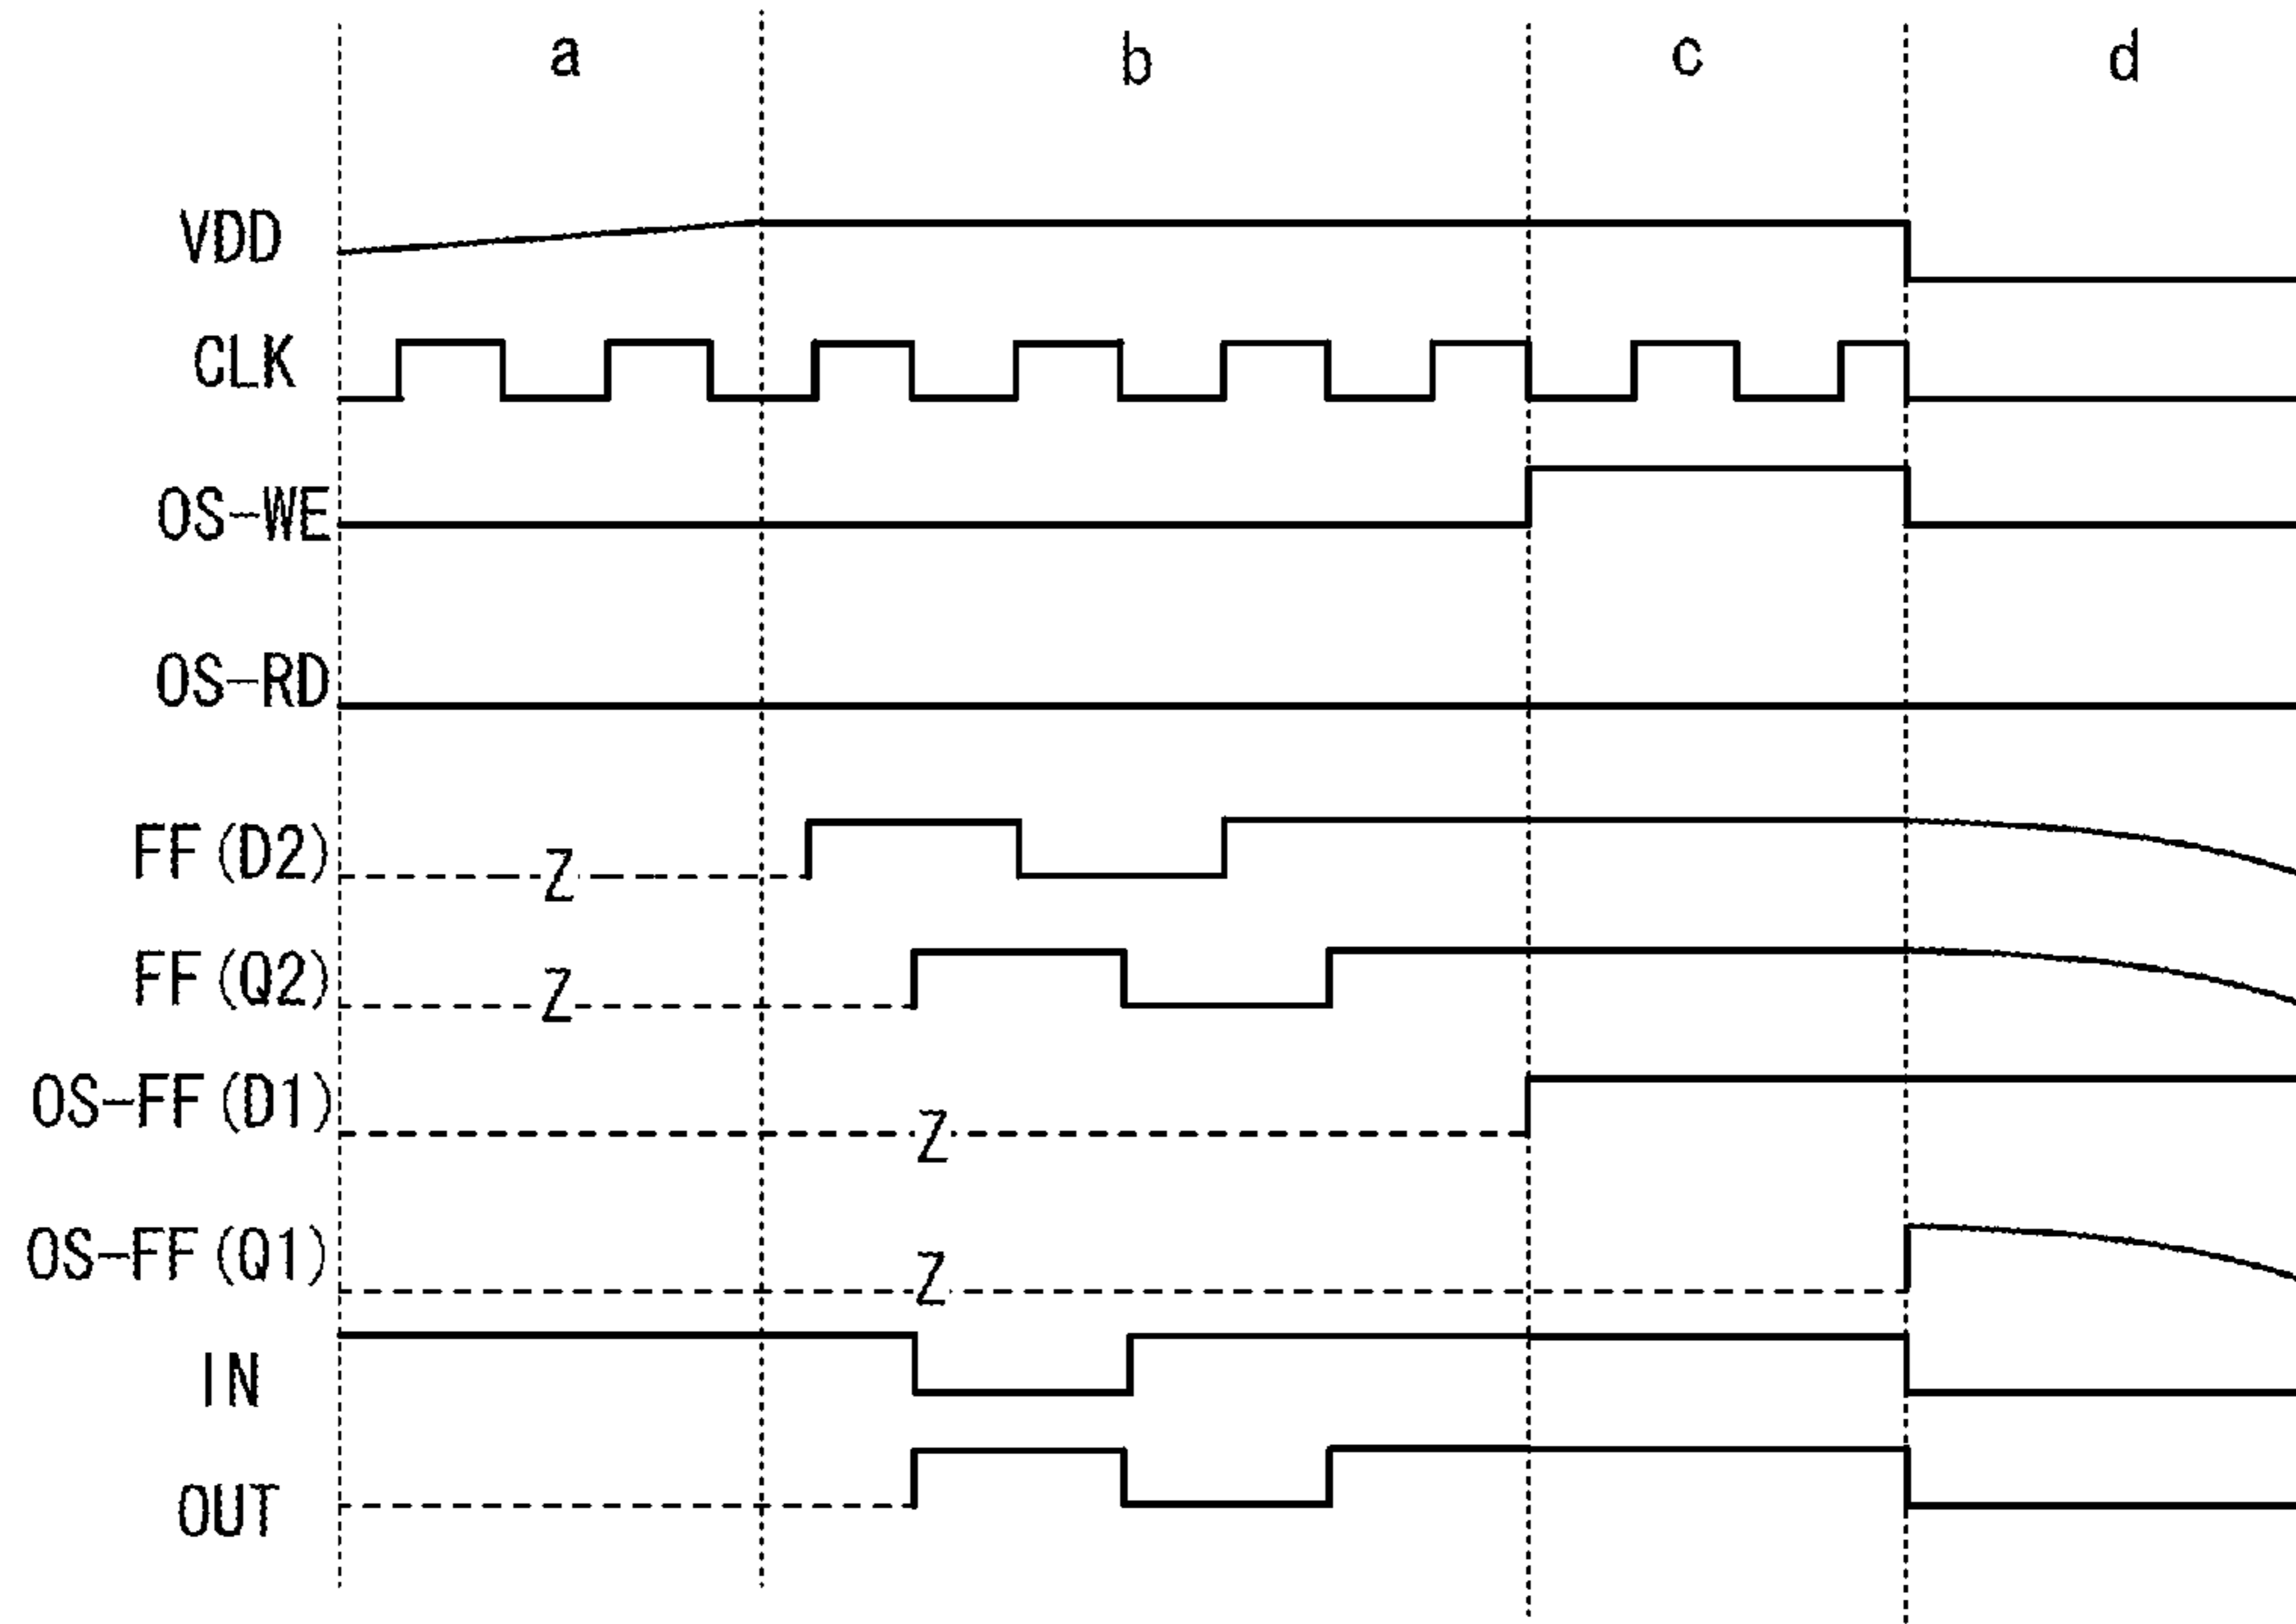 a b c d
VDD
CLK
OS-WE
OS-RD
FF(D2) Z
FF(Q2) Z
OS-FF(D1) Z
OS-FF(Q1) Z
IN
OUT